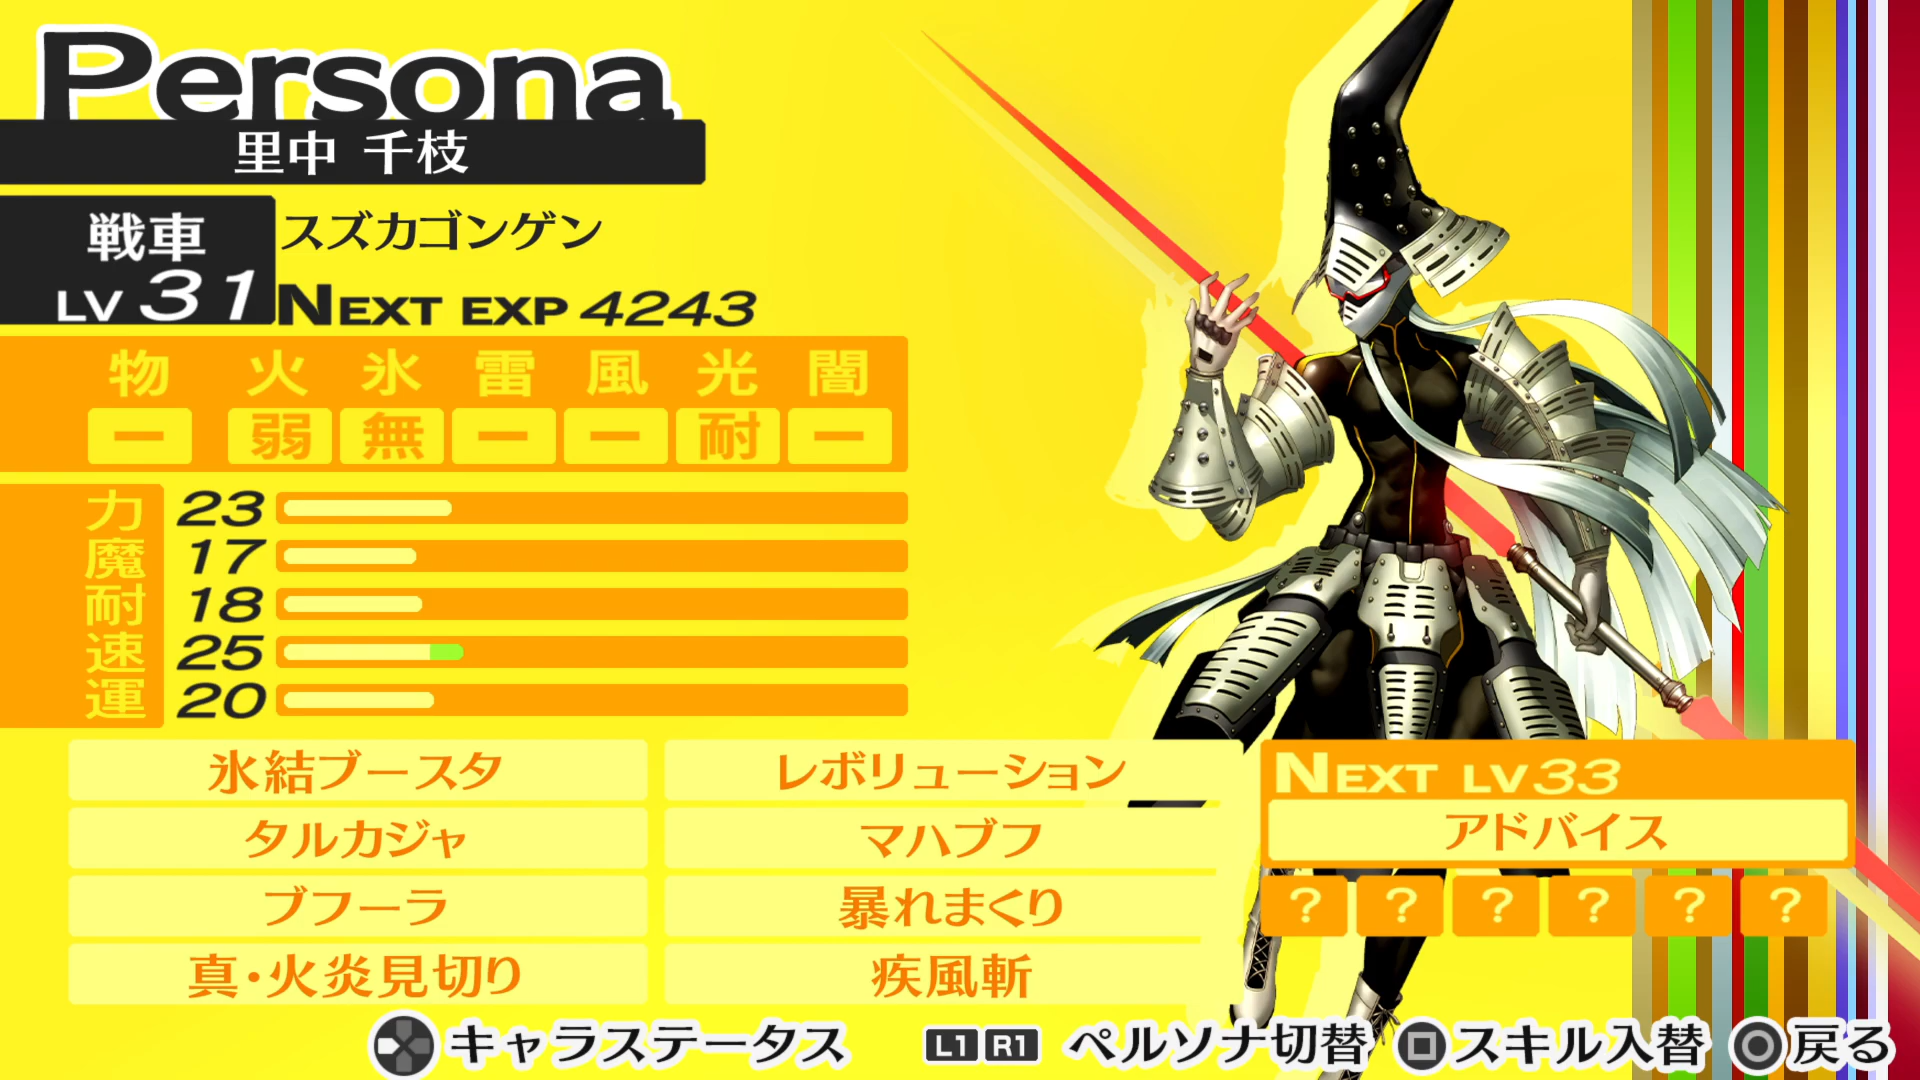 Persona
里中 千枝
戦車
LV 31
スズカゴンゲン
NEXT EXP 4243
物 火 氷 雷 風 光 闇
ー 弱 無 ー ー 耐 ー
力 23
魔 17
耐 18
速 25
運 20
氷結ブースタ レボリューション
タルカジャ マハブフ
ブフーラ 暴れまくり
真・火炎見切り 疾風斬
NEXT LV33
アドバイス
? ? ? ? ? ?
キャラステータス L1 R1 ペルソナ切替 スキル入替 戻る